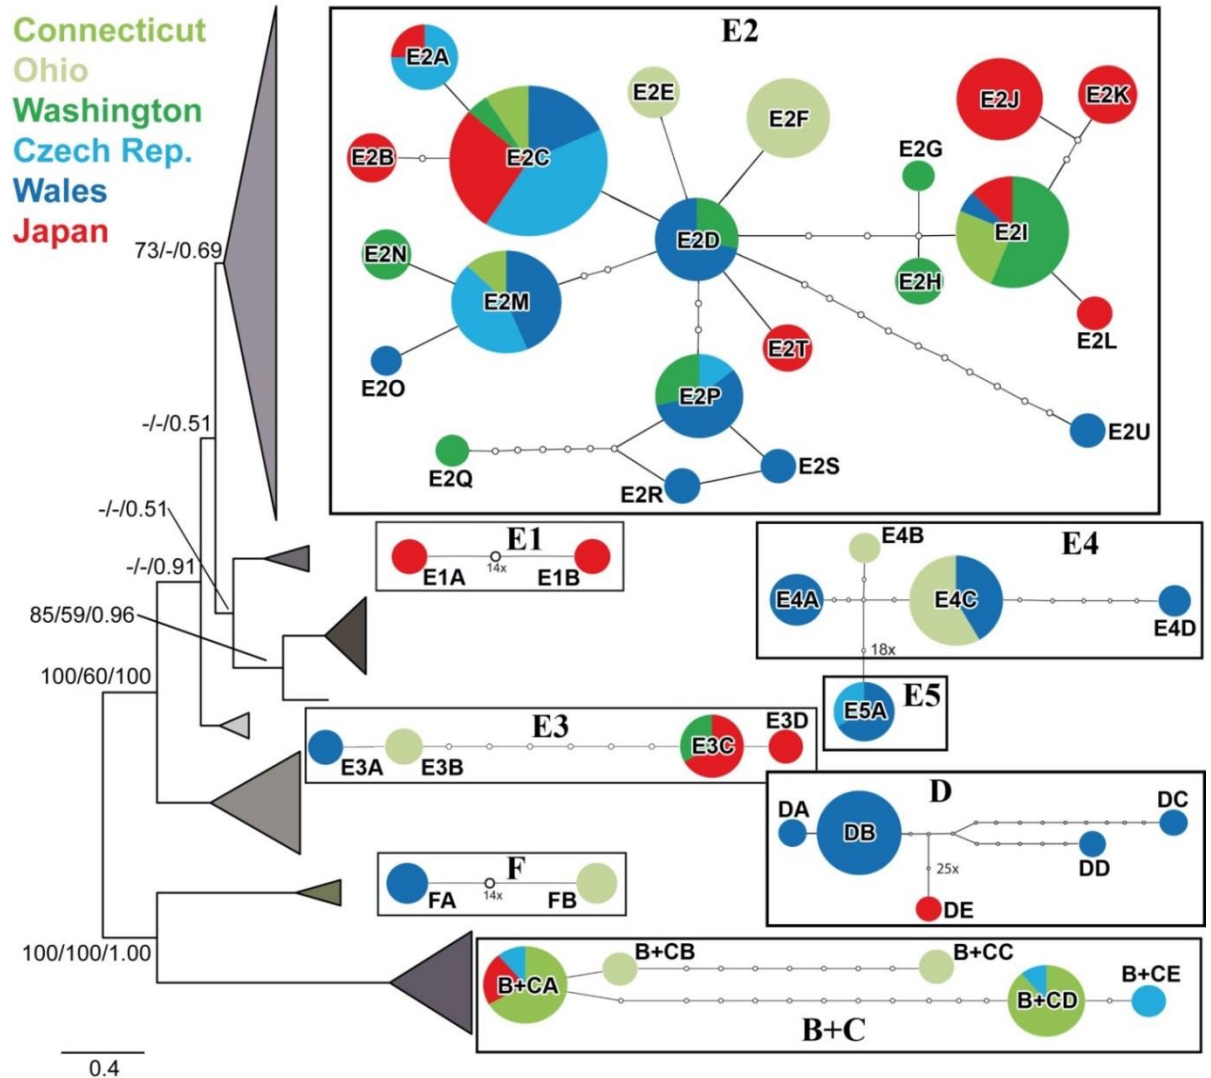 Connecticut
Ohio
Washington
Czech Rep.
Wales
Japan
E2
E2A
E2B
E2C
E2E
E2F
E2J
E2K
E2G
E2I
E2D
E2N
E2H
E2M
E2L
E2T
E2O
E2P
E2U
E2Q
E2S
E2R
73/-/0.69
-/-/0.51
-/-/0.51
-/-/0.91
85/59/0.96
100/60/100
100/100/1.00
E1
E1A
14x
E1B
E4B
E4
E4A
E4C
E4D
18x
E5
E5A
E3
E3A
E3B
E3C
E3D
D
DA
DB
DC
DD
25x
DE
F
FA
14x
FB
B+CA
B+CB
B+CC
B+CD
B+CE
B+C
0.4